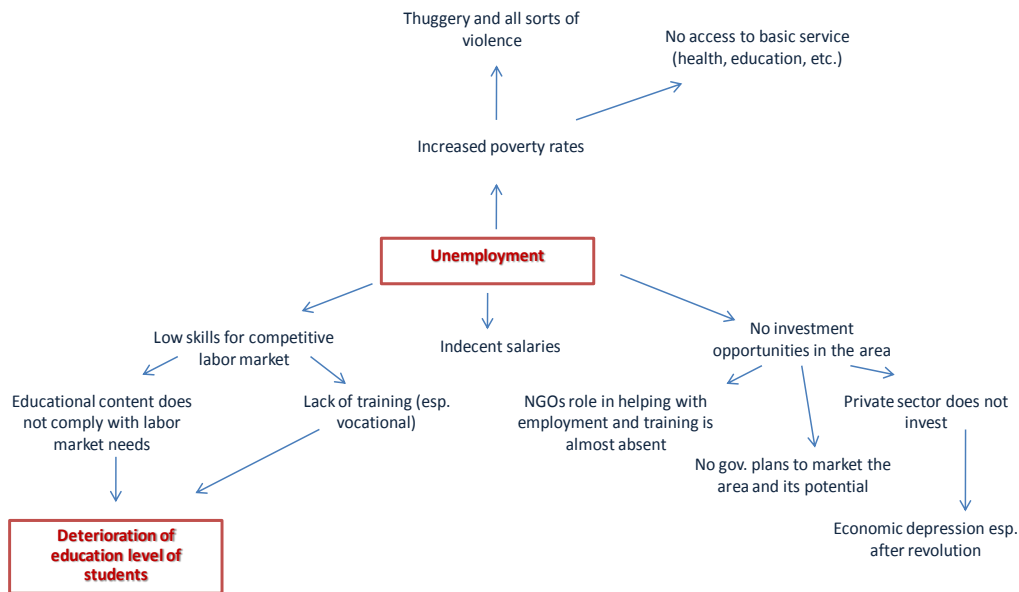 Thuggery and all sorts of
violence
No access to basic service
(health, education, etc.)
Increased poverty rates
Unemployment
Low skills for competitive
labor market
Indecent salaries
No investment
opportunities in the area
Educational content does
not comply with labor
market needs
Lack of training (esp.
vocational)
NGOs role in helping with
employment and training is
almost absent
Private sector does not
invest
No gov. plans to market the
area and its potential
Deterioration of
education level of
students
Economic depression esp.
after revolution